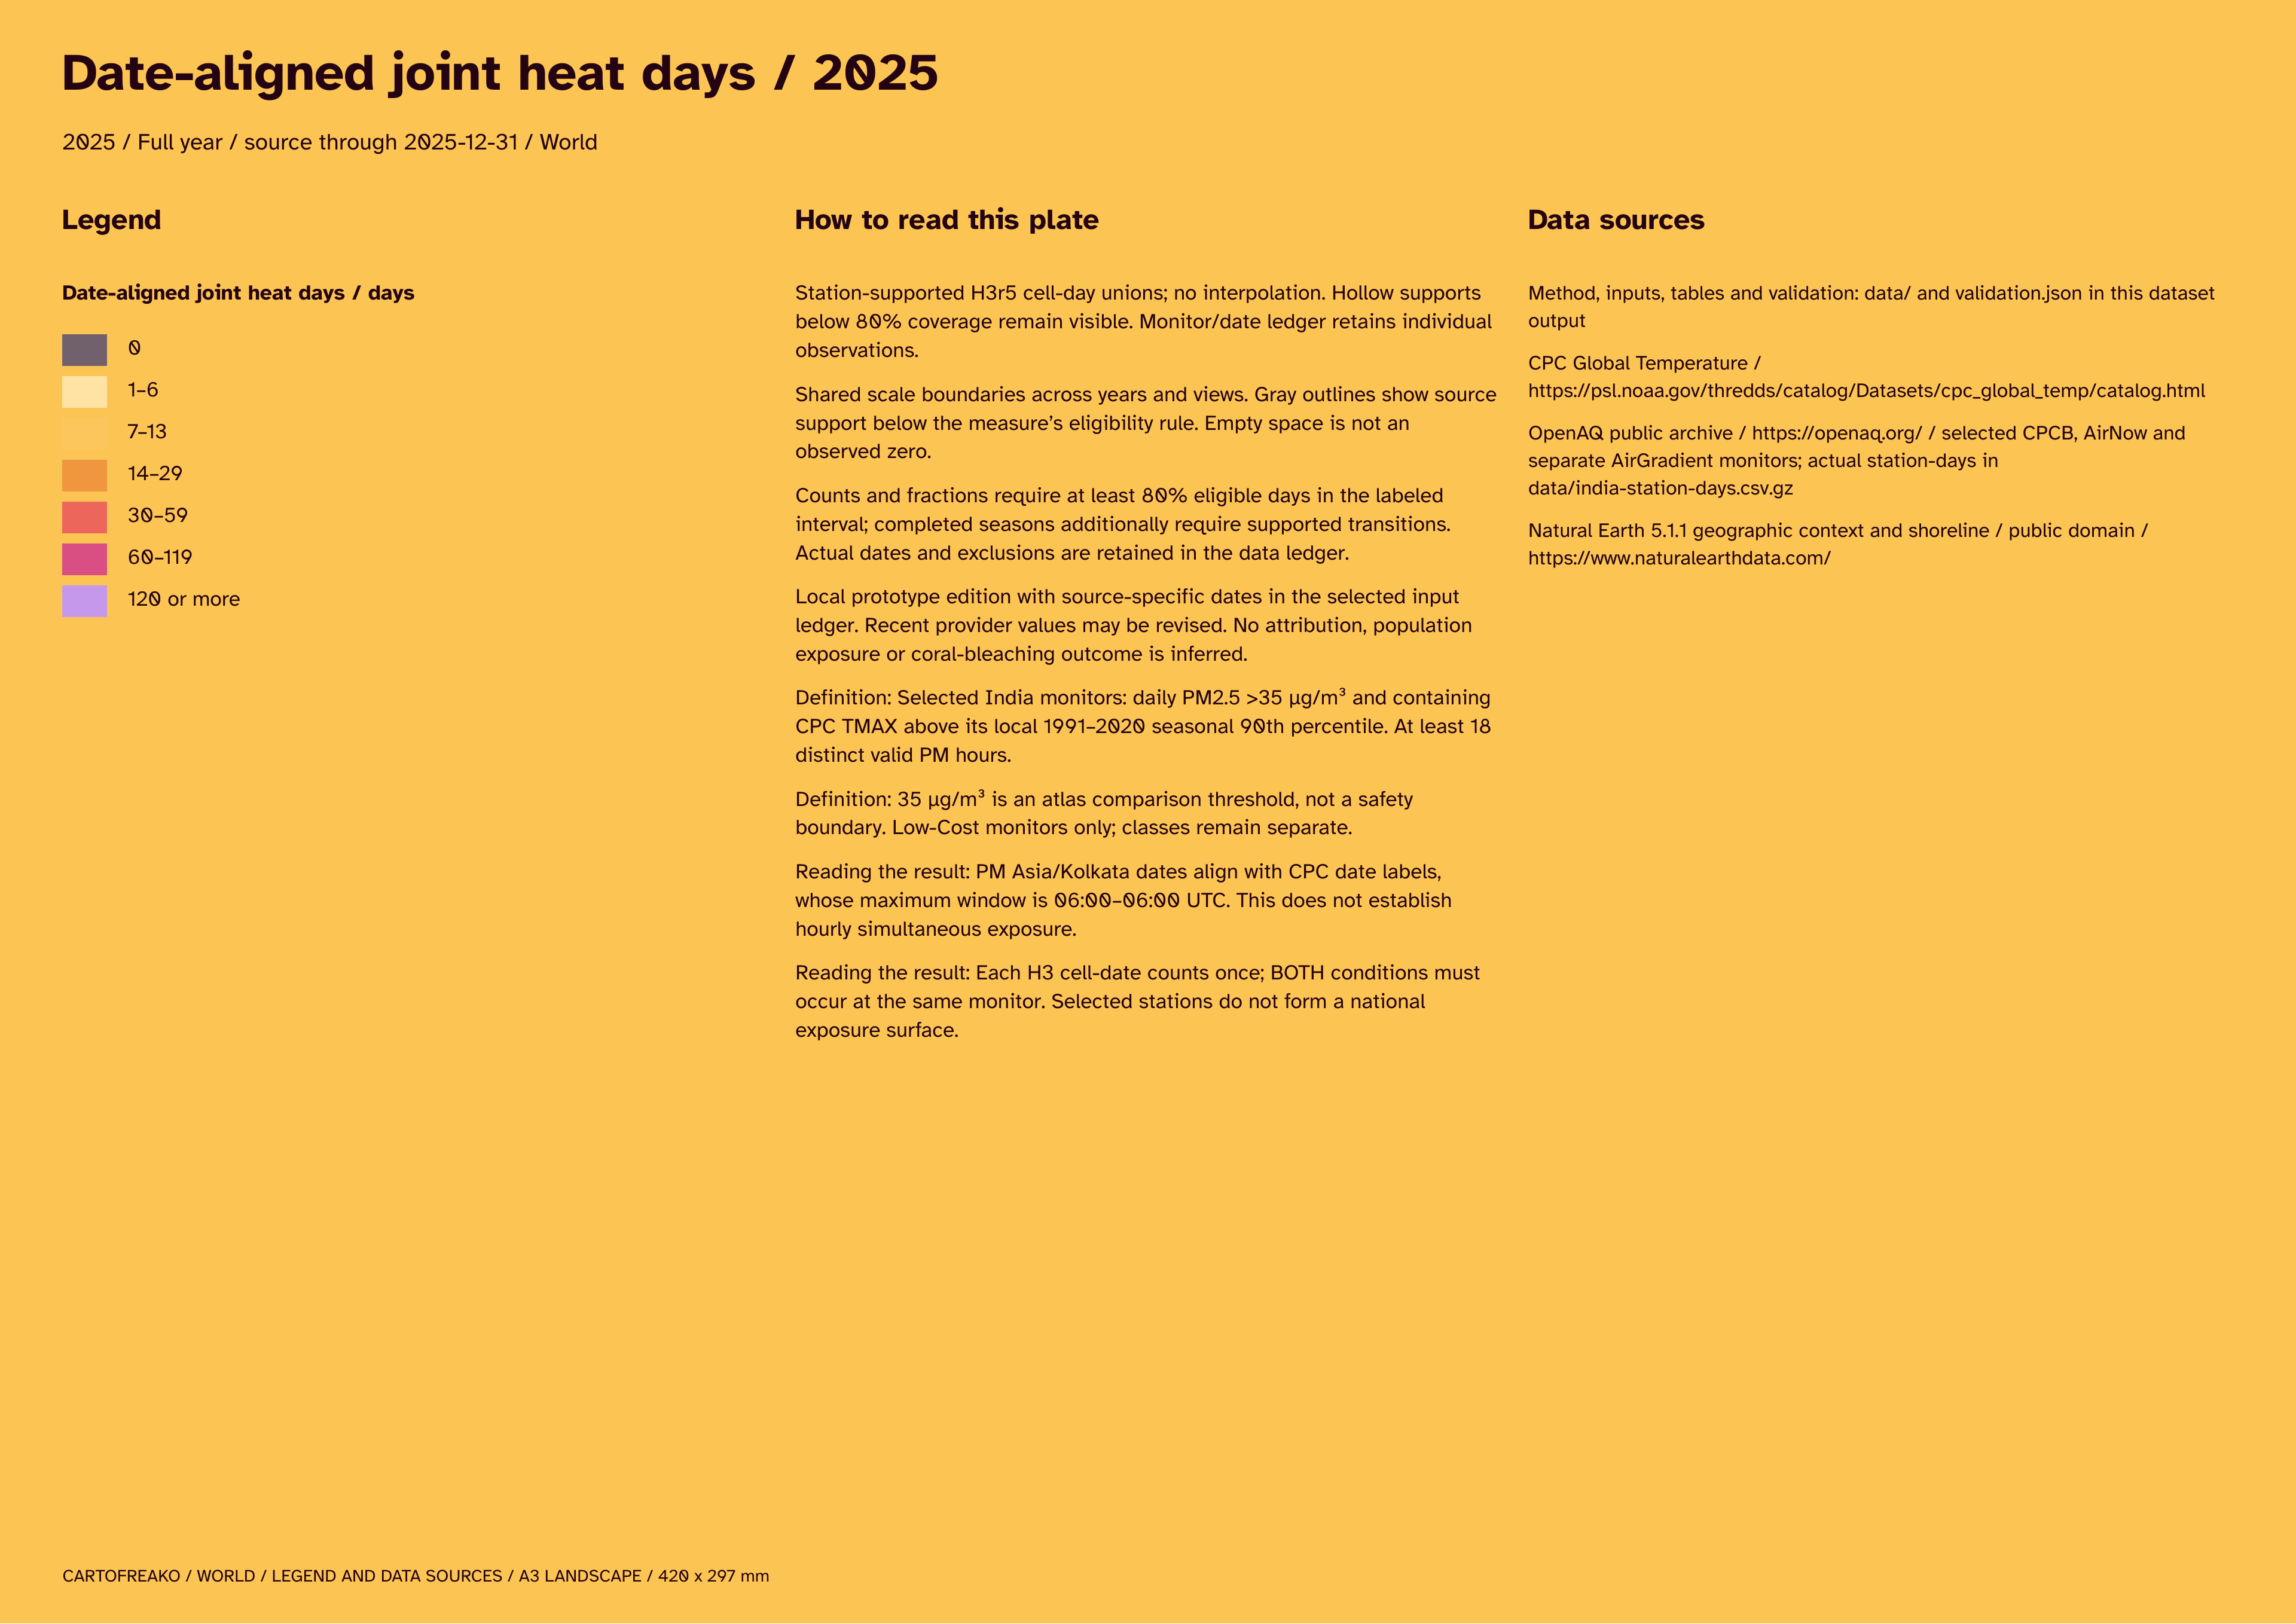 Date-aligned joint heat days / 2025
2025 / Full year / source through 2025-12-31 / World
Legend
Date-aligned joint heat days / days
0
1–6
7–13
14–29
30–59
60–119
120 or more
How to read this plate
Station-supported H3r5 cell-day unions; no interpolation. Hollow supports
below 80% coverage remain visible. Monitor/date ledger retains individual
observations.
Shared scale boundaries across years and views. Gray outlines show source
support below the measure’s eligibility rule. Empty space is not an
observed zero.
Counts and fractions require at least 80% eligible days in the labeled
interval; completed seasons additionally require supported transitions.
Actual dates and exclusions are retained in the data ledger.
Local prototype edition with source-specific dates in the selected input
ledger. Recent provider values may be revised. No attribution, population
exposure or coral-bleaching outcome is inferred.
Definition: Selected India monitors: daily PM2.5 >35 µg/m³ and containing
CPC TMAX above its local 1991–2020 seasonal 90th percentile. At least 18
distinct valid PM hours.
Definition: 35 µg/m³ is an atlas comparison threshold, not a safety
boundary. Low-Cost monitors only; classes remain separate.
Reading the result: PM Asia/Kolkata dates align with CPC date labels,
whose maximum window is 06:00–06:00 UTC. This does not establish
hourly simultaneous exposure.
Reading the result: Each H3 cell-date counts once; BOTH conditions must
occur at the same monitor. Selected stations do not form a national
exposure surface.
Data sources
Method, inputs, tables and validation: data/ and validation.json in this dataset
output
CPC Global Temperature /
https://psl.noaa.gov/thredds/catalog/Datasets/cpc_global_temp/catalog.html
OpenAQ public archive / https://openaq.org/ / selected CPCB, AirNow and
separate AirGradient monitors; actual station-days in
data/india-station-days.csv.gz
Natural Earth 5.1.1 geographic context and shoreline / public domain /
https://www.naturalearthdata.com/
CARTOFREAKO / WORLD / LEGEND AND DATA SOURCES / A3 LANDSCAPE / 420 x 297 mm